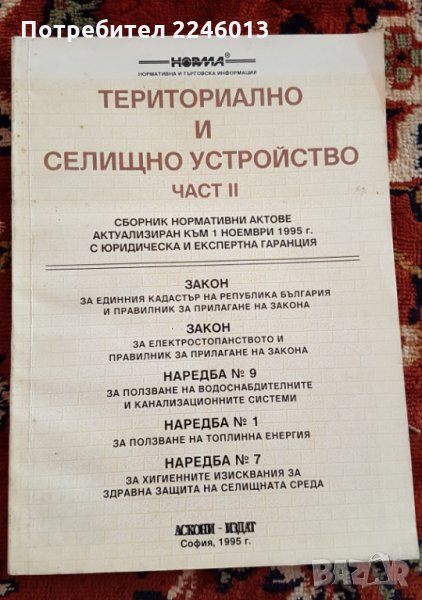 Потребител 2246013
НОRМА®
НОРМАТИВНА И ТЪРГОВСКА ИНФОРМАЦИЯ
ТЕРИТОРИАЛНО
И
СЕЛИЩНО УСТРОЙСТВО
ЧАСТ II
СБОРНИК НОРМАТИВНИ АКТОВЕ
АКТУАЛИЗИРАН КЪМ 1 НОЕМВРИ 1995 г.
С ЮРИДИЧЕСКА И ЕКСПЕРТНА ГАРАНЦИЯ
ЗАКОН
ЗА ЕДИННИЯ КАДАСТЪР НА РЕПУБЛИКА БЪЛГАРИЯ
И ПРАВИЛНИК ЗА ПРИЛАГАНЕ НА ЗАКОНА
ЗАКОН
ЗА ЕЛЕКТРОСТОПАНСТВОТО И
ПРАВИЛНИК ЗА ПРИЛАГАНЕ НА ЗАКОНА
НАРЕДБА № 9
ЗА ПОЛЗВАНЕ НА ВОДОСНАБДИТЕЛНИТЕ
И КАНАЛИЗАЦИОННИТЕ СИСТЕМИ
НАРЕДБА № 1
ЗА ПОЛЗВАНЕ НА ТОПЛИННА ЕНЕРГИЯ
НАРЕДБА № 7
ЗА ХИГИЕННИТЕ ИЗИСКВАНИЯ ЗА
ЗДРАВНА ЗАЩИТА НА СЕЛИЩНАТА СРЕДА
АСКОНИ - ИЗДАТ
София, 1995 г.
BAZAR